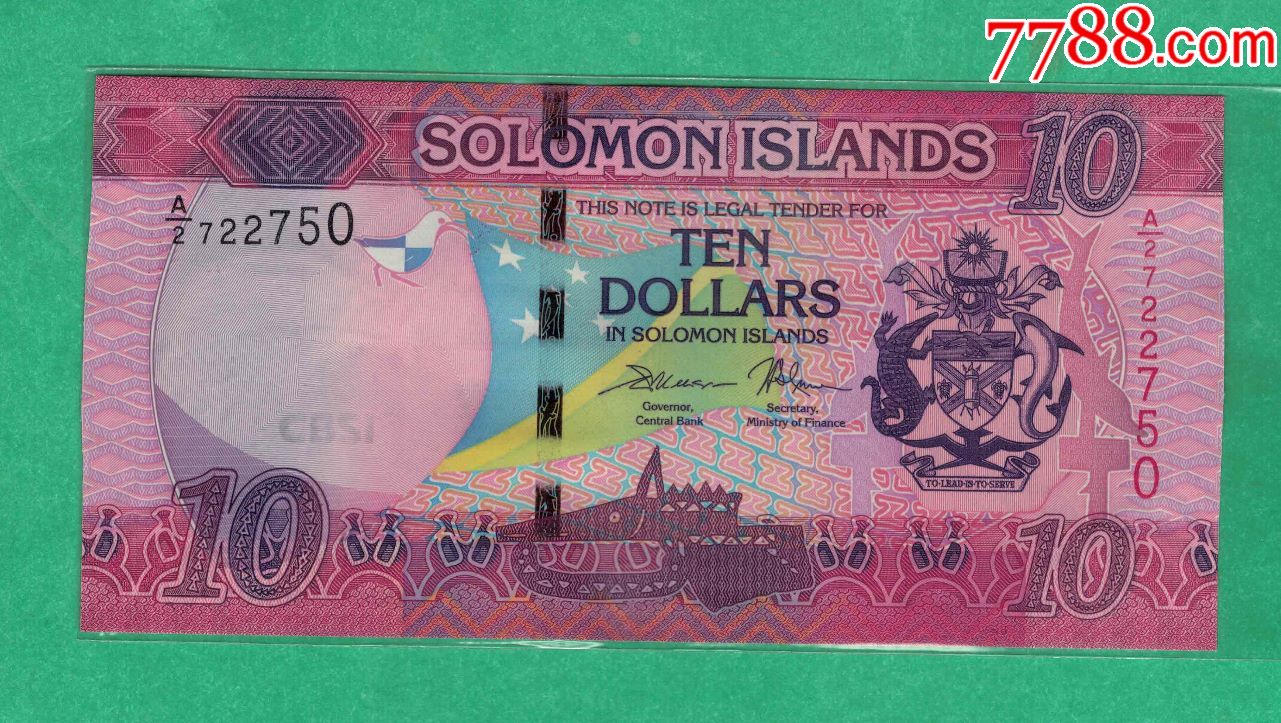 7788.com
SOLOMON ISLANDS
10
A/2 722750
THIS NOTE IS LEGAL TENDER FOR
TEN
DOLLARS
IN SOLOMON ISLANDS
A/2 722750
Governor,
Central Bank
Secretary,
Ministry of Finance
CBSI
TO-LEAD-IS-TO-SERVE
10
10